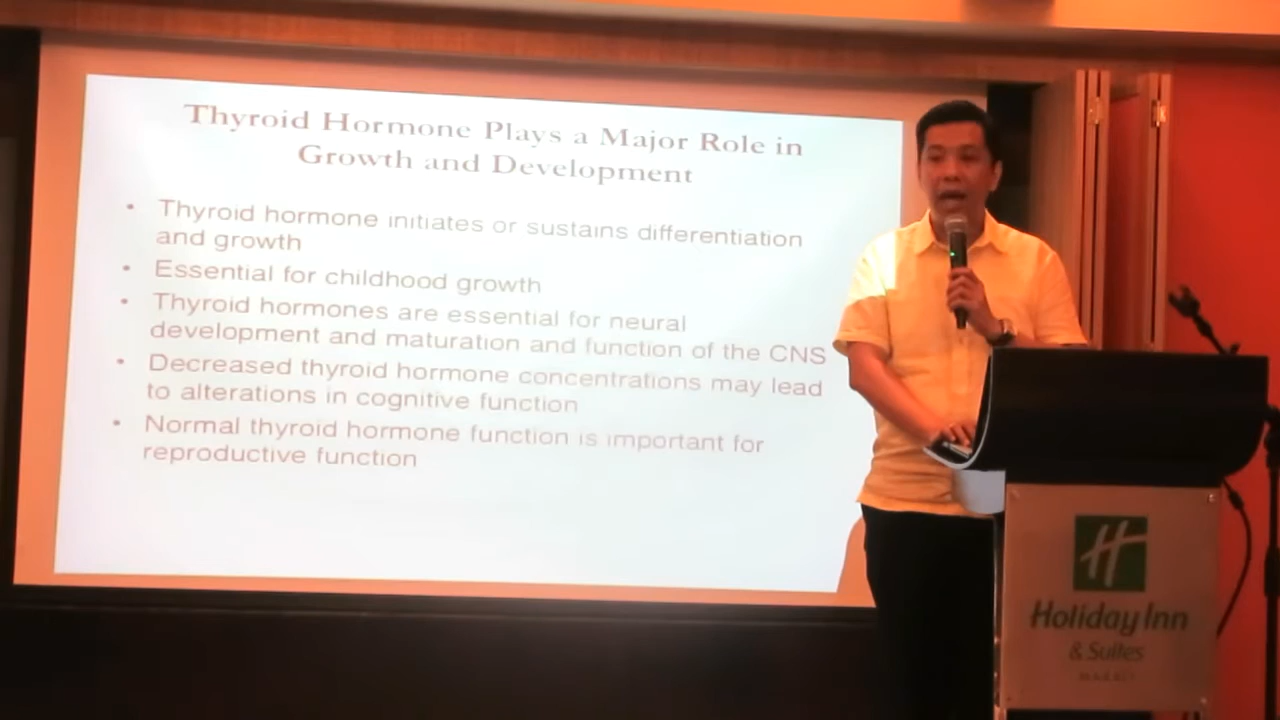 Thyroid Hormone Plays a Major Role in
Growth and Development
• Thyroid hormone initiates or sustains differentiation
and growth
• Essential for childhood growth
• Thyroid hormones are essential for neural
development and maturation and function of the CNS
• Decreased thyroid hormone concentrations may lead
to alterations in cognitive function
• Normal thyroid hormone function is important for
reproductive function
H
Holiday Inn
& Suites